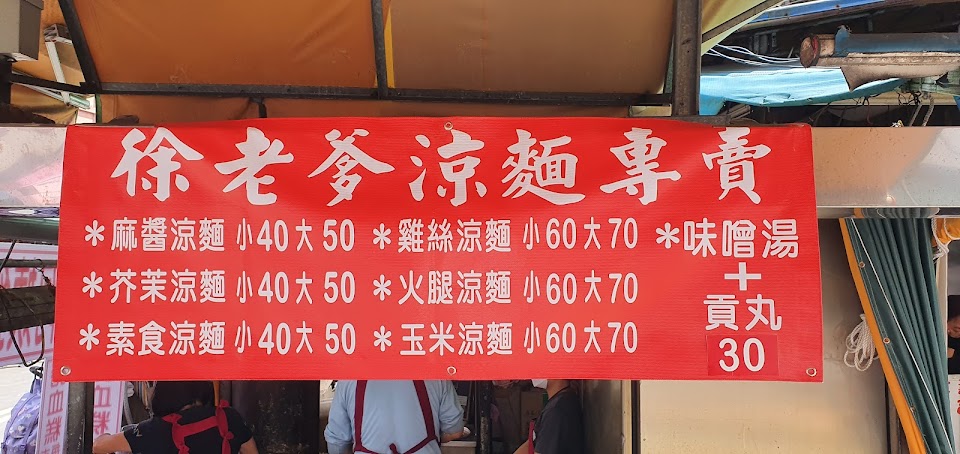 徐老爹涼麵專賣
＊麻醬涼麵 小40大50
＊芥茉涼麵 小40大50
＊素食涼麵 小40大50
＊雞絲涼麵 小60大70
＊火腿涼麵 小60大70
＊玉米涼麵 小60大70
＊味噌湯
＋
貢丸
30
血糕